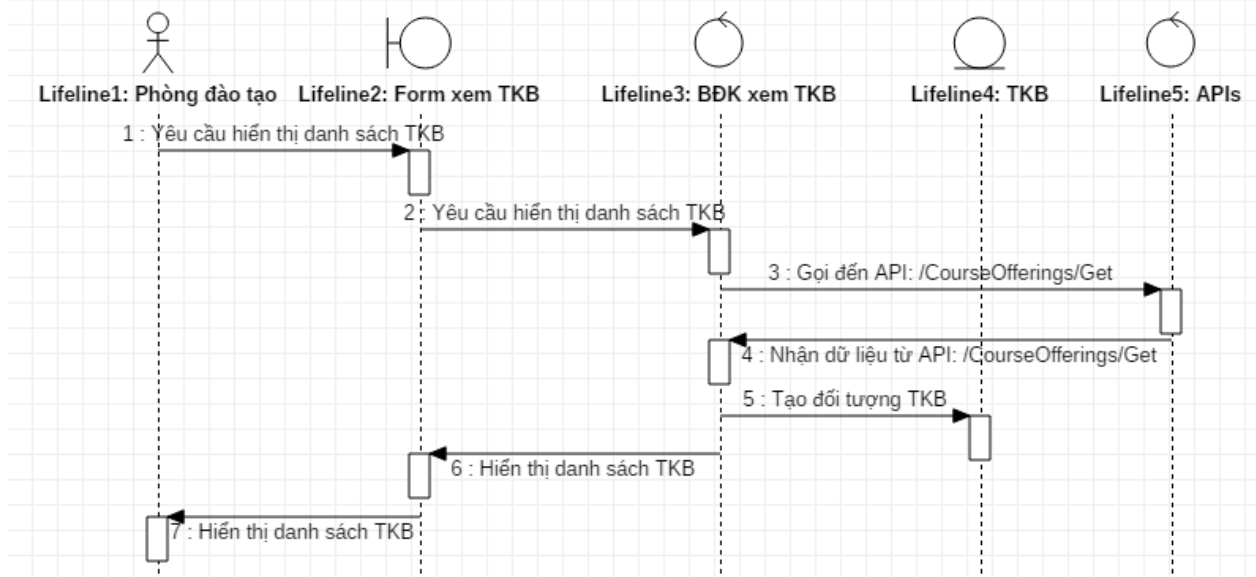 Lifeline1: Phòng đào tạo
Lifeline2: Form xem TKB
Lifeline3: BĐK xem TKB
Lifeline4: TKB
Lifeline5: APIs
1 : Yêu cầu hiển thị danh sách TKB
2 : Yêu cầu hiển thị danh sách TKB
3 : Gọi đến API: /CourseOfferings/Get
4 : Nhận dữ liệu từ API: /CourseOfferings/Get
5 : Tạo đối tượng TKB
6 : Hiển thị danh sách TKB
7 : Hiển thị danh sách TKB